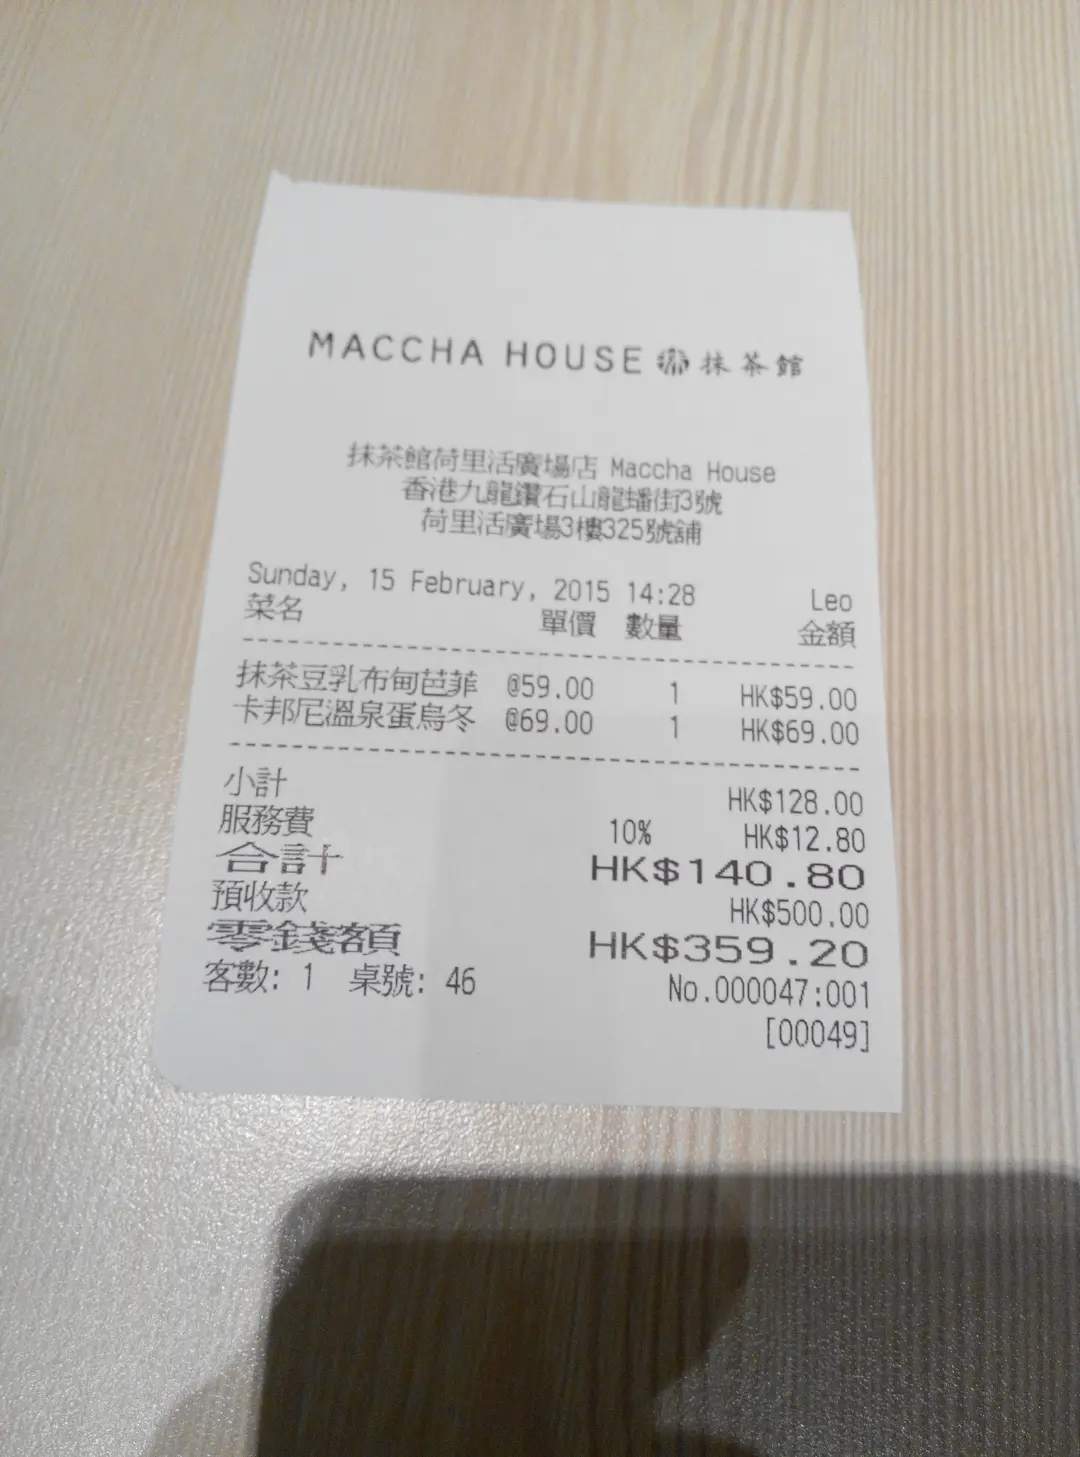 MACCHA HOUSE 抹茶館
抹茶館荷里活廣場店 Maccha House
香港九龍鑽石山龍蟠街3號
荷里活廣場3樓325號舖
Sunday, 15 February, 2015 14:28 Leo
菜名 單價 數量 金額
抹茶豆乳布甸芭菲 @59.00 1 HK$59.00
卡邦尼溫泉蛋烏冬 @69.00 1 HK$69.00
小計 HK$128.00
服務費 10% HK$12.80
合計 HK$140.80
預收款 HK$500.00
零錢額 HK$359.20
客數: 1 桌號: 46 No.000047:001
[00049]